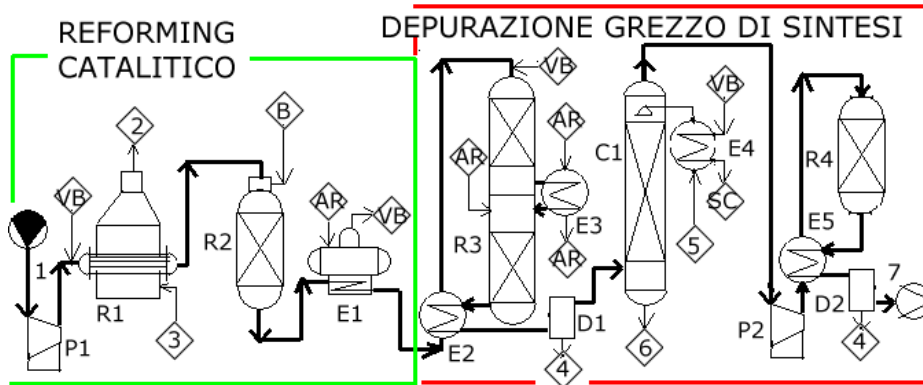 REFORMING
CATALITICO
DEPURAZIONE GREZZO DI SINTESI
2
B
VB
AR
VB
1
R1
3
P1
R2
E1
VB
AR
AR
E3
AR
R3
E2
D1
4
C1
VB
E4
SC
5
6
P2
R4
E5
D2
7
4